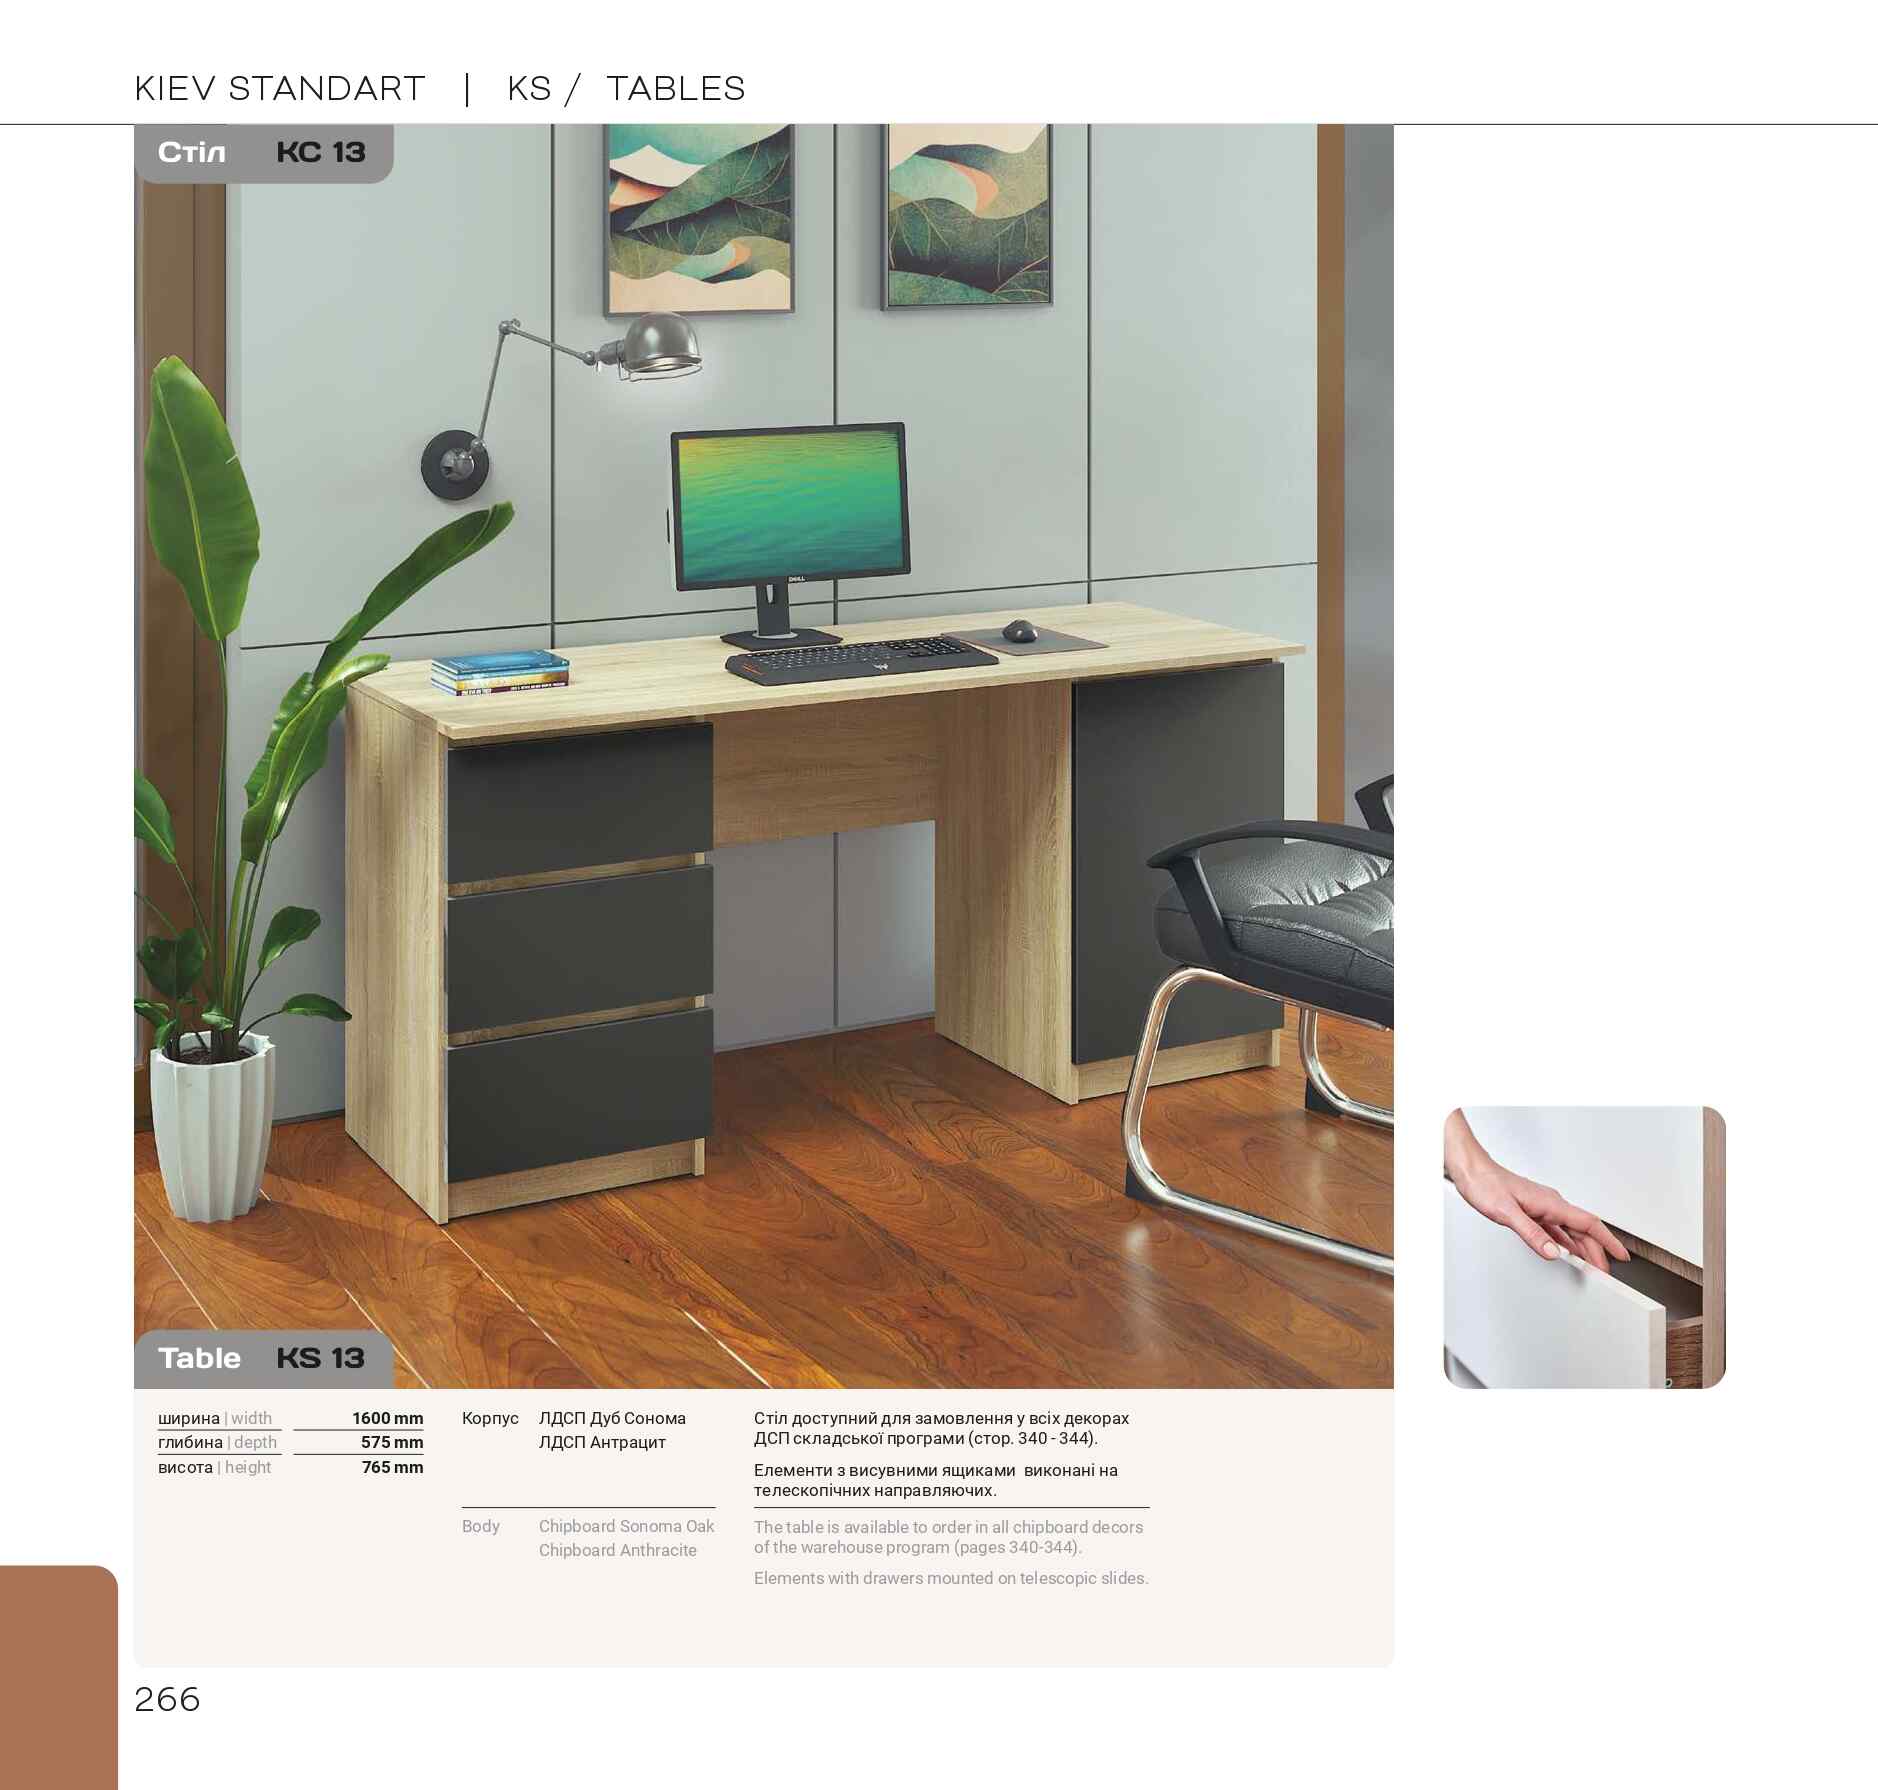 KIEV STANDART | KS / TABLES
Стіл КС 13
DELL
Table KS 13
ширина | width 1600 mm
глибина | depth 575 mm
висота | height 765 mm
Корпус ЛДСП Дуб Сонома
ЛДСП Антрацит
Body Chipboard Sonoma Oak
Chipboard Anthracite
Стіл доступний для замовлення у всіх декорах
ДСП складської програми (стор. 340 - 344).
Елементи з висувними ящиками виконані на
телескопічних направляючих.
The table is available to order in all chipboard decors
of the warehouse program (pages 340-344).
Elements with drawers mounted on telescopic slides.
266